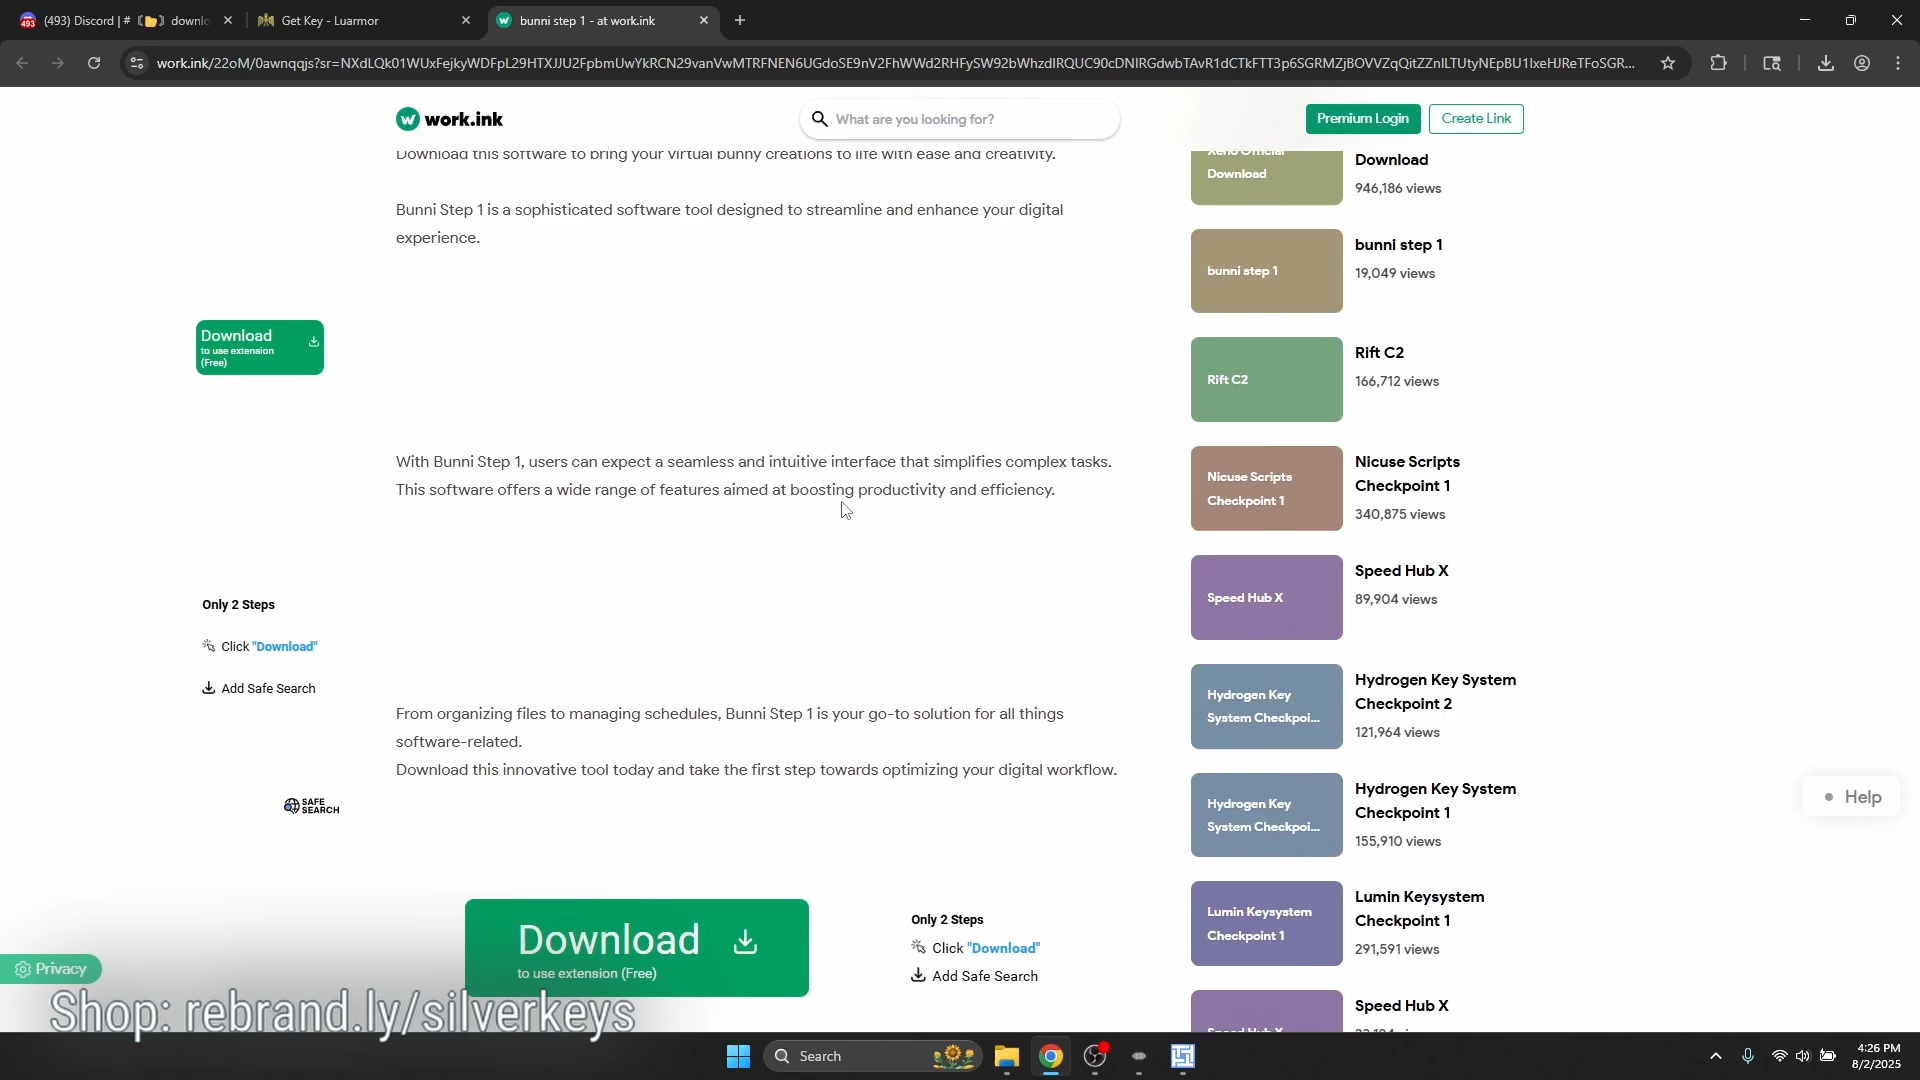 (493) Discord | #
downlo
Get Key - Luarmor
bunni step 1 - at work.ink
work.ink
What are you looking for?
Premium Login
Create Link
Download this software to bring your virtual bunny creations to life with ease and creativity.
Bunni Step 1 is a sophisticated software tool designed to streamline and enhance your digital
experience.
Download
to use extension
(Free)
With Bunni Step 1, users can expect a seamless and intuitive interface that simplifies complex tasks.
This software offers a wide range of features aimed at boosting productivity and efficiency.
Only 2 Steps
Click "Download"
Add Safe Search
From organizing files to managing schedules, Bunni Step 1 is your go-to solution for all things
software-related.
Download this innovative tool today and take the first step towards optimizing your digital workflow.
SAFE
SEARCH
Download
to use extension (Free)
Only 2 Steps
Click "Download"
Add Safe Search
Download
Download
946,186 views
bunni step 1
bunni step 1
19,049 views
Rift C2
Rift C2
166,712 views
Nicuse Scripts
Checkpoint 1
Nicuse Scripts
Checkpoint 1
340,875 views
Speed Hub X
Speed Hub X
89,904 views
Hydrogen Key
System Checkpoi...
Hydrogen Key System
Checkpoint 2
121,964 views
Hydrogen Key
System Checkpoi...
Hydrogen Key System
Checkpoint 1
155,910 views
Lumin Keysystem
Checkpoint 1
Lumin Keysystem
Checkpoint 1
291,591 views
Speed Hub X
Help
Privacy
Shop: rebrand.ly/silverkeys
Search
4:26 PM
8/2/2025